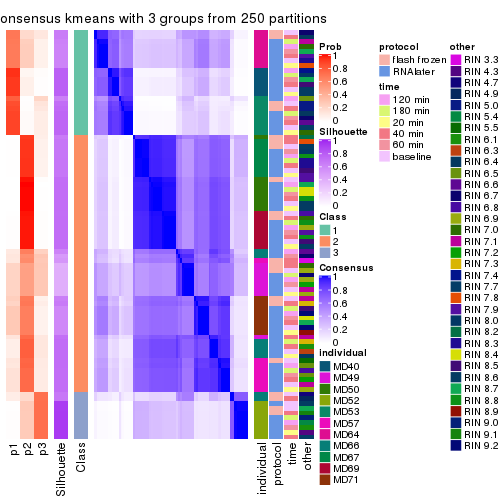 onsensus kmeans with 3 groups from 250 partitions
Prob
1
0.8
0.6
0.4
0.2
0
Silhouette
1
0.8
0.6
0.4
0.2
0
Class
1
2
3
Consensus
1
0.8
0.6
0.4
0.2
0
individual
MD40
MD49
MD50
MD52
MD53
MD57
MD64
MD66
MD67
MD69
MD71
protocol
flash frozen
RNAlater
time
120 min
180 min
20 min
40 min
60 min
baseline
other
RIN 3.3
RIN 4.3
RIN 4.7
RIN 4.9
RIN 5.0
RIN 5.4
RIN 5.5
RIN 6.1
RIN 6.3
RIN 6.4
RIN 6.5
RIN 6.6
RIN 6.7
RIN 6.8
RIN 6.9
RIN 7.0
RIN 7.1
RIN 7.2
RIN 7.3
RIN 7.4
RIN 7.7
RIN 7.8
RIN 7.9
RIN 8.0
RIN 8.2
RIN 8.3
RIN 8.4
RIN 8.5
RIN 8.6
RIN 8.7
RIN 8.8
RIN 8.9
RIN 9.0
RIN 9.1
RIN 9.2
p1
p2
p3
Silhouette
Class
individual
protocol
time
other